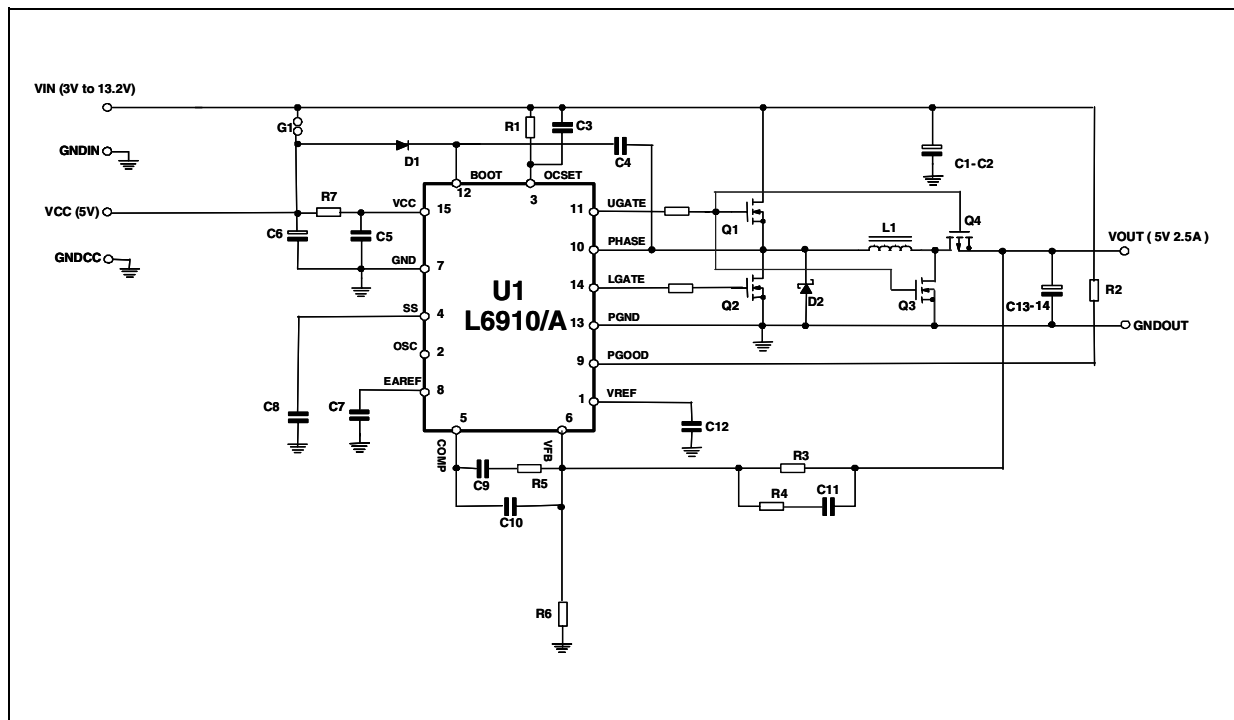 VIN (3V to 13.2V)
G1
R1
C3
GNDIN
D1
C4
C1-C2
BOOT
OCSET
12
3
R7
VCC
UGATE
VCC (5V)
15
11
Q1
Q4
L1
C6
C5
PHASE
VOUT ( 5V 2.5A )
10
GNDCC
GND
7
LGATE
14
Q2
D2
Q3
C13-14
R2
U1
L6910/A
SS
4
PGND
13
GNDOUT
OSC
2
PGOOD
9
EAREF
8
VREF
1
C8
C7
C12
5
6
COMP
VFB
C9
R5
R3
C10
R4
C11
R6